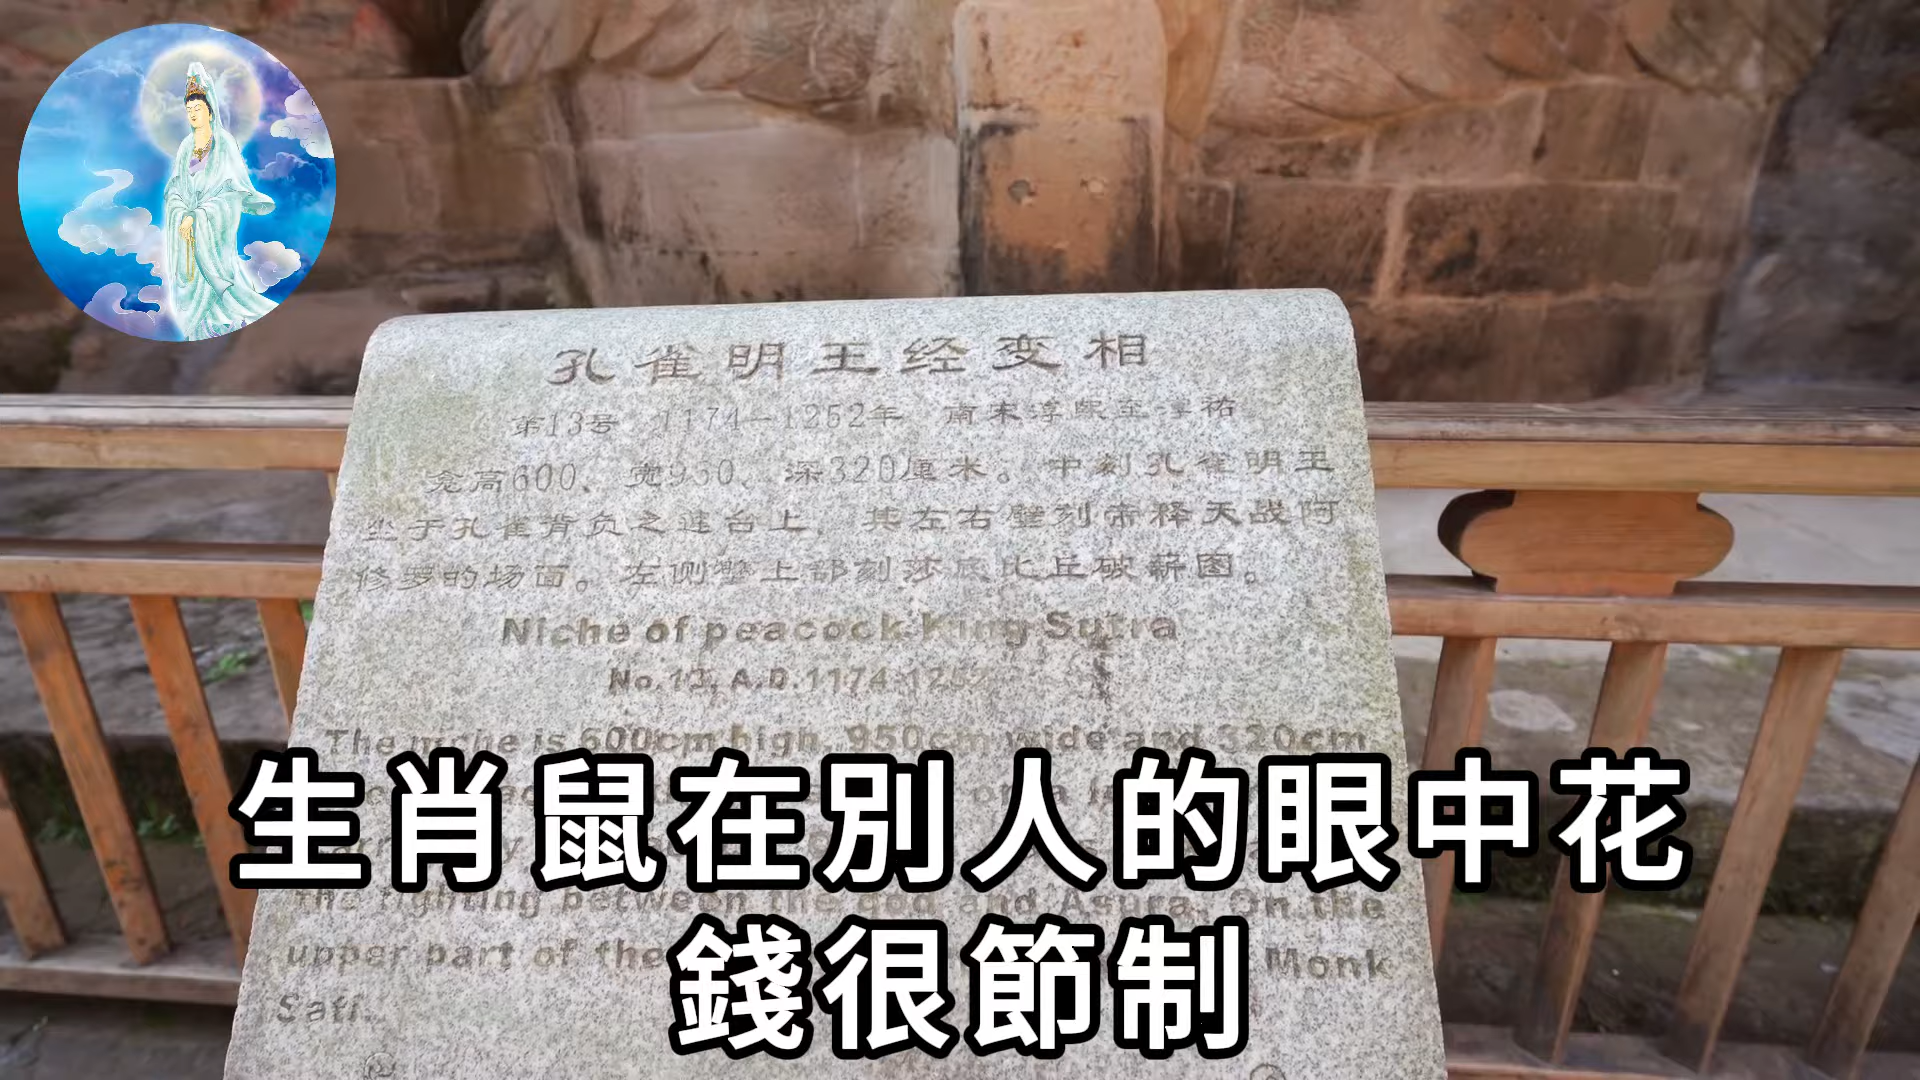 孔雀明王经变相
第13号 1174—1252年 南宋淳熙至淳祐
龛高600、宽950、深320厘米。中刻孔雀明王
坐于孔雀背负之莲台上，其左右壁刻帝释天战阿
修罗的场面。左侧壁上部刻莎底比丘破薪图。
Niche of peacock King Sutra
No.13, A.D.1174-1252
The niche is 600cm high, 950cm wide and 320cm
生肖鼠在別人的眼中花
the fighting between the god and Asura. On the
錢很節制
upper part of the Monk
Sati.